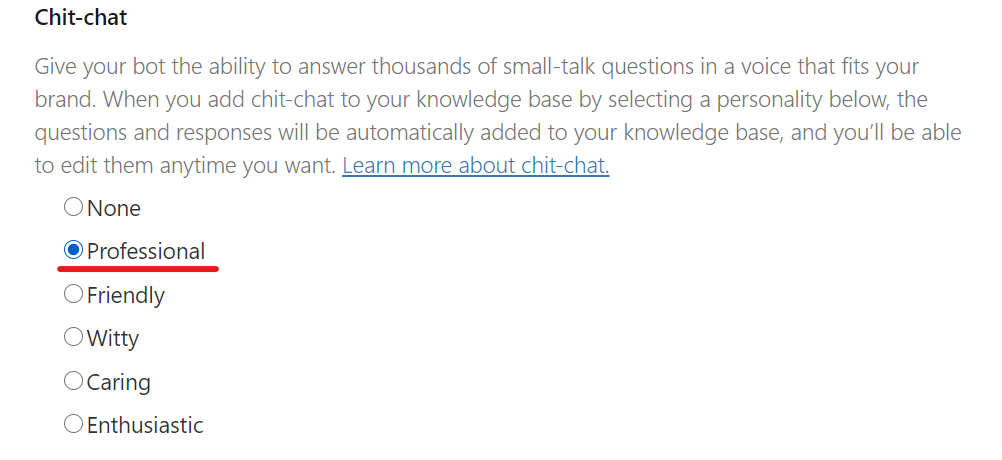 Chit-chat
Give your bot the ability to answer thousands of small-talk questions in a voice that fits your
brand. When you add chit-chat to your knowledge base by selecting a personality below, the
questions and responses will be automatically added to your knowledge base, and you’ll be able
to edit them anytime you want. Learn more about chit-chat.
None
Professional
Friendly
Witty
Caring
Enthusiastic